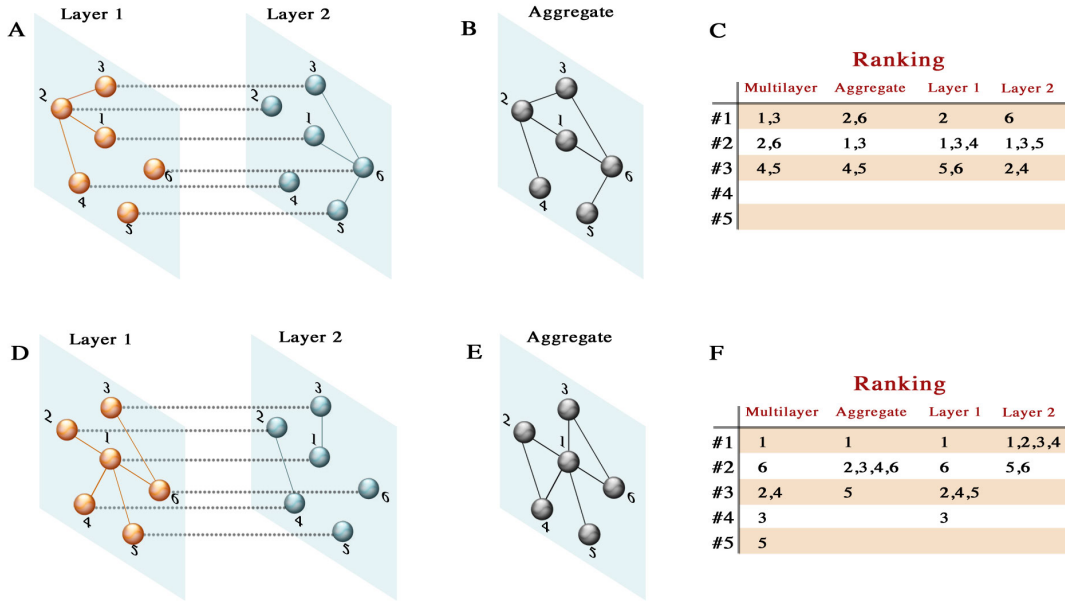 A
Layer 1
Layer 2
3
2
1
6
4
5
3
2
1
6
4
5
B
Aggregate
3
2
1
6
4
5
C
Ranking
Multilayer Aggregate Layer 1 Layer 2
#1 1,3 2,6 2 6
#2 2,6 1,3 1,3,4 1,3,5
#3 4,5 4,5 5,6 2,4
#4
#5
D
Layer 1
Layer 2
3
2
1
6
4
5
3
2
1
6
4
5
E
Aggregate
3
2
1
6
4
5
F
Ranking
Multilayer Aggregate Layer 1 Layer 2
#1 1 1 1 1,2,3,4
#2 6 2,3,4,6 6 5,6
#3 2,4 5 2,4,5
#4 3 3
#5 5